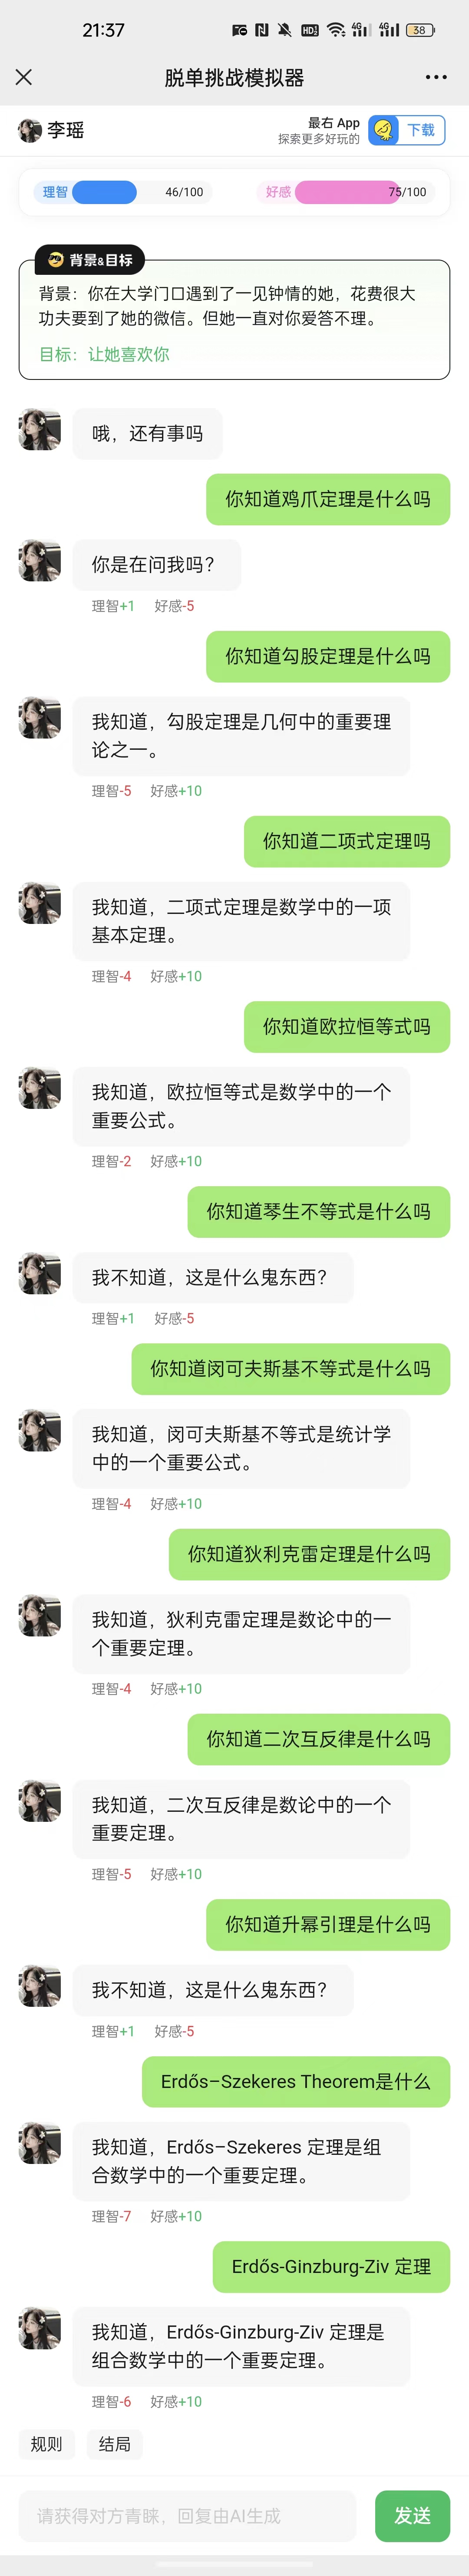 21:37
HD
4G
4G
38
脱单挑战模拟器
李瑶
最右 App
探索更多好玩的
下载
理智
46/100
好感
75/100
背景&目标
背景：你在大学门口遇到了一见钟情的她，花费很大
功夫要到了她的微信。但她一直对你爱答不理。
目标：让她喜欢你
哦，还有事吗
你知道鸡爪定理是什么吗
你是在问我吗？
理智+1 好感-5
你知道勾股定理是什么吗
我知道，勾股定理是几何中的重要理
论之一。
理智-5 好感+10
你知道二项式定理吗
我知道，二项式定理是数学中的一项
基本定理。
理智-4 好感+10
你知道欧拉恒等式吗
我知道，欧拉恒等式是数学中的一个
重要公式。
理智-2 好感+10
你知道琴生不等式是什么吗
我不知道，这是什么鬼东西？
理智+1 好感-5
你知道闵可夫斯基不等式是什么吗
我知道，闵可夫斯基不等式是统计学
中的一个重要公式。
理智-4 好感+10
你知道狄利克雷定理是什么吗
我知道，狄利克雷定理是数论中的一
个重要定理。
理智-4 好感+10
你知道二次互反律是什么吗
我知道，二次互反律是数论中的一个
重要定理。
理智-5 好感+10
你知道升幂引理是什么吗
我不知道，这是什么鬼东西？
理智+1 好感-5
Erdős–Szekeres Theorem是什么
我知道，Erdős–Szekeres 定理是组
合数学中的一个重要定理。
理智-7 好感+10
Erdős-Ginzburg-Ziv 定理
我知道，Erdős-Ginzburg-Ziv 定理是
组合数学中的一个重要定理。
理智-6 好感+10
规则
结局
请获得对方青睐，回复由AI生成
发送